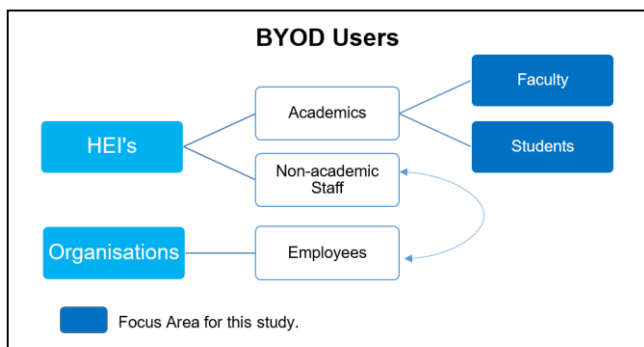 BYOD Users
Faculty
Academics
HEI's
Students
Non-academic
Staff
Organisations
Employees
Focus Area for this study.